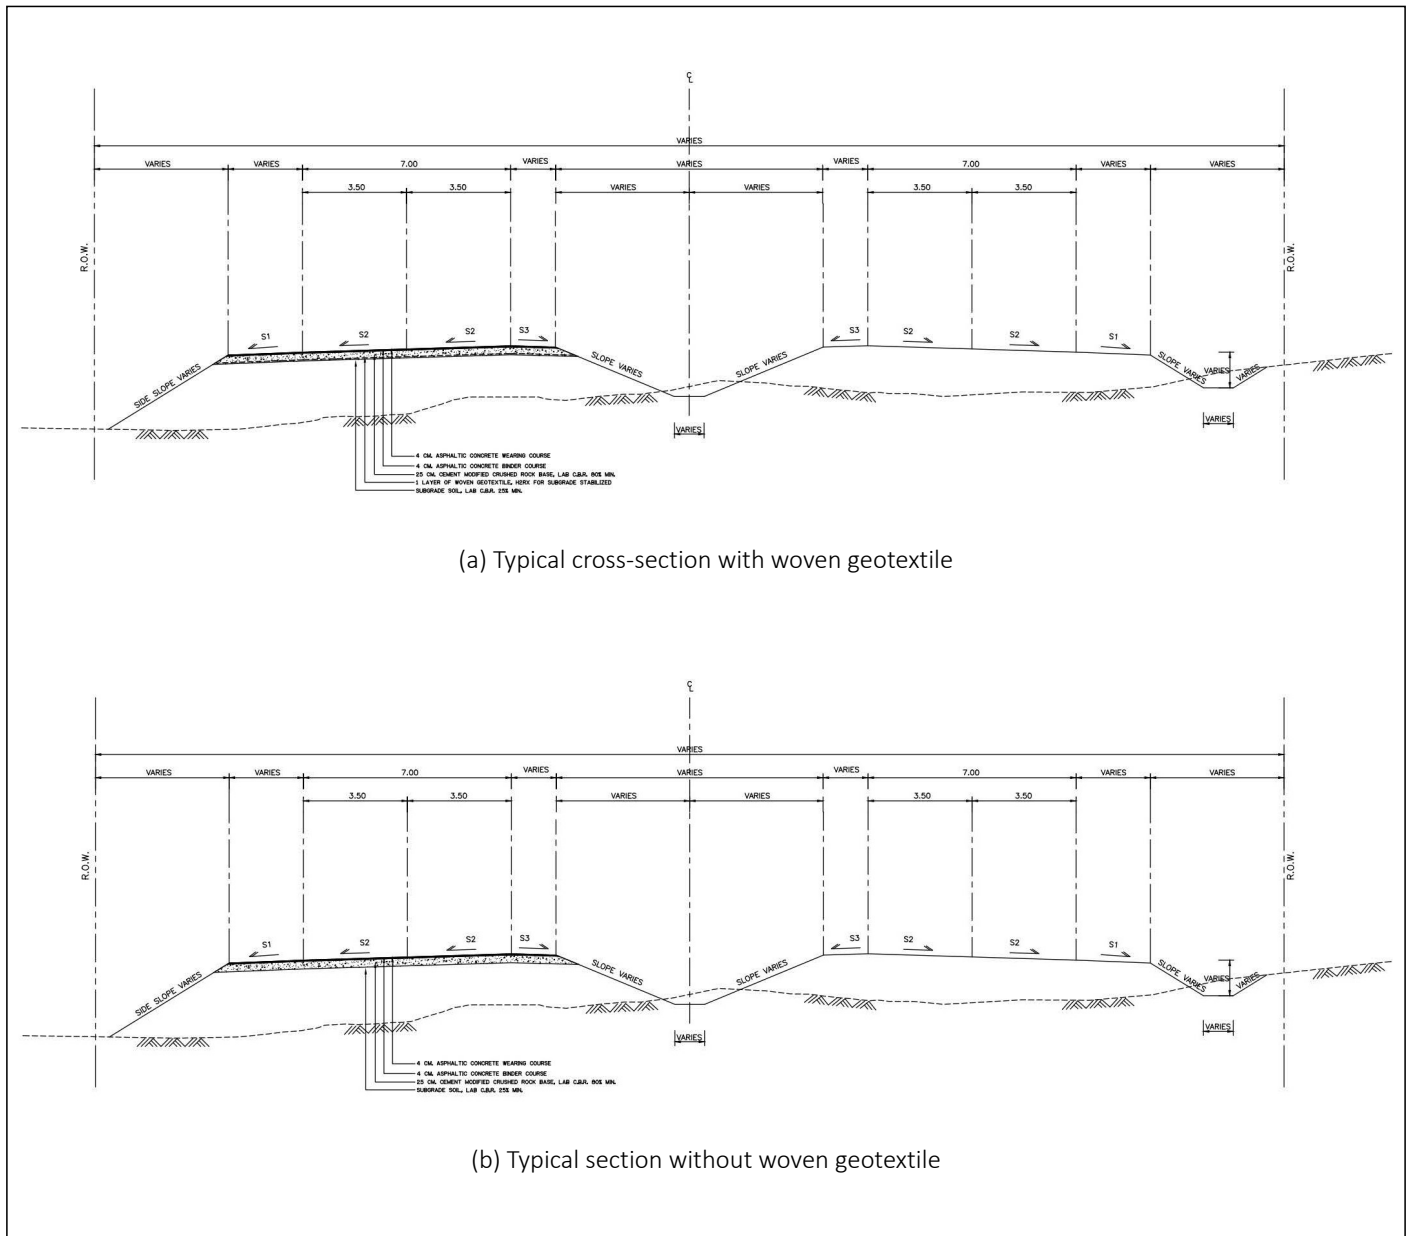 ℄
VARIES
VARIES VARIES 7.00 VARIES VARIES VARIES 7.00 VARIES VARIES
3.50 3.50 VARIES VARIES 3.50 3.50
R.O.W. R.O.W.
S1 S2 S2 S3 S3 S2 S2 S1
SIDE SLOPE VARIES SLOPE VARIES SLOPE VARIES SLOPE VARIES VARIES VARIES
VARIES VARIES
4 CM. ASPHALTIC CONCRETE WEARING COURSE
4 CM. ASPHALTIC CONCRETE BINDER COURSE
25 CM. CEMENT MODIFIED CRUSHED ROCK BASE, LAB C.B.R. 80% MIN.
1 LAYER OF WOVEN GEOTEXTILE, H2RX FOR SUBGRADE STABILIZED
SUBGRADE SOIL, LAB C.B.R. 25% MIN.
(a) Typical cross-section with woven geotextile
℄
VARIES
VARIES VARIES 7.00 VARIES VARIES VARIES 7.00 VARIES VARIES
3.50 3.50 VARIES VARIES 3.50 3.50
R.O.W. R.O.W.
S1 S2 S2 S3 S3 S2 S2 S1
SIDE SLOPE VARIES SLOPE VARIES SLOPE VARIES SLOPE VARIES VARIES VARIES
VARIES VARIES
4 CM. ASPHALTIC CONCRETE WEARING COURSE
4 CM. ASPHALTIC CONCRETE BINDER COURSE
25 CM. CEMENT MODIFIED CRUSHED ROCK BASE, LAB C.B.R. 80% MIN.
SUBGRADE SOIL, LAB C.B.R. 25% MIN.
(b) Typical section without woven geotextile